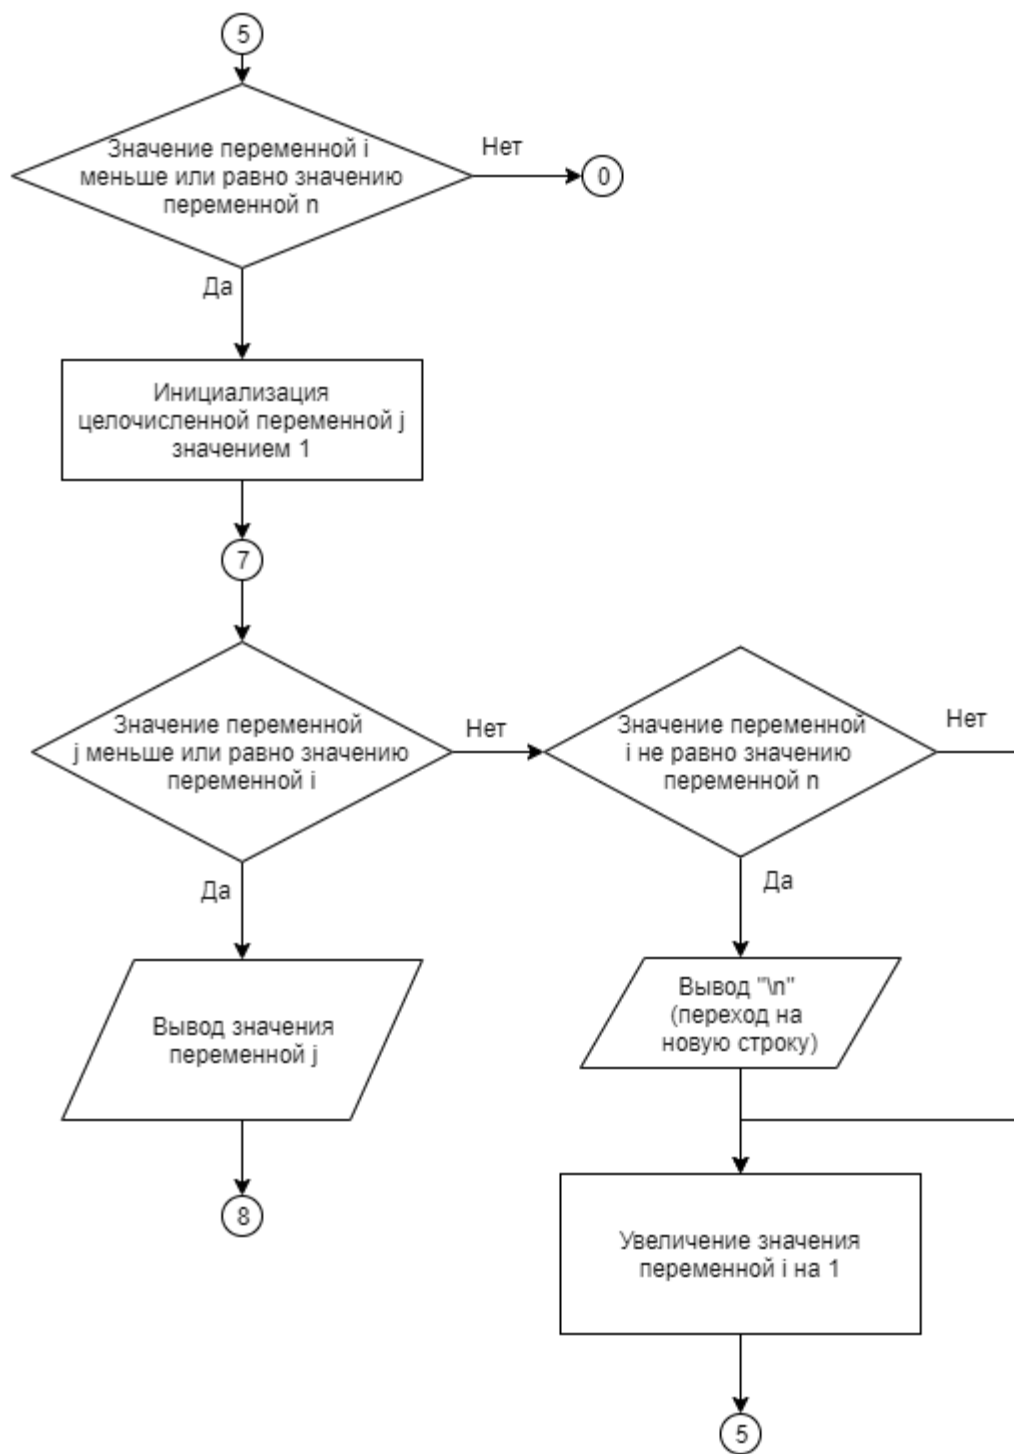 5
Значение переменной i
меньше или равно значению
переменной n
Нет
0
Да
Инициализация
целочисленной переменной j
значением 1
7
Значение переменной
j меньше или равно значению
переменной i
Нет
Значение переменной
i не равно значению
переменной n
Нет
Да
Да
Вывод значения
переменной j
Вывод "\n"
(переход на
новую строку)
8
Увеличение значения
переменной i на 1
5